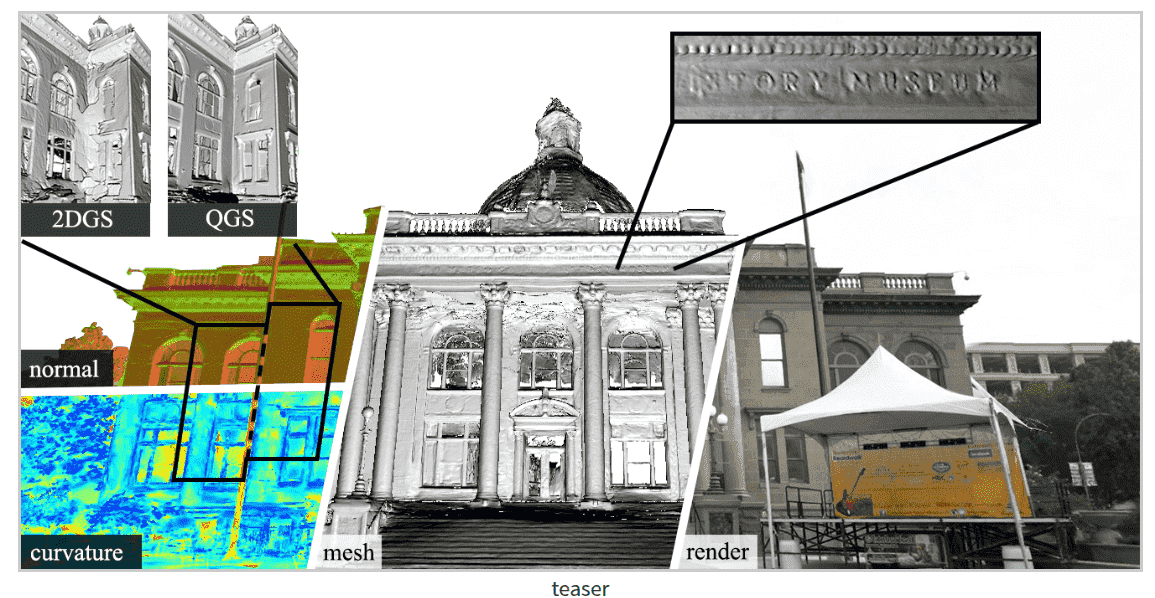 2DGS
QGS
STORY MUSEUM
normal
curvature
mesh
render
teaser